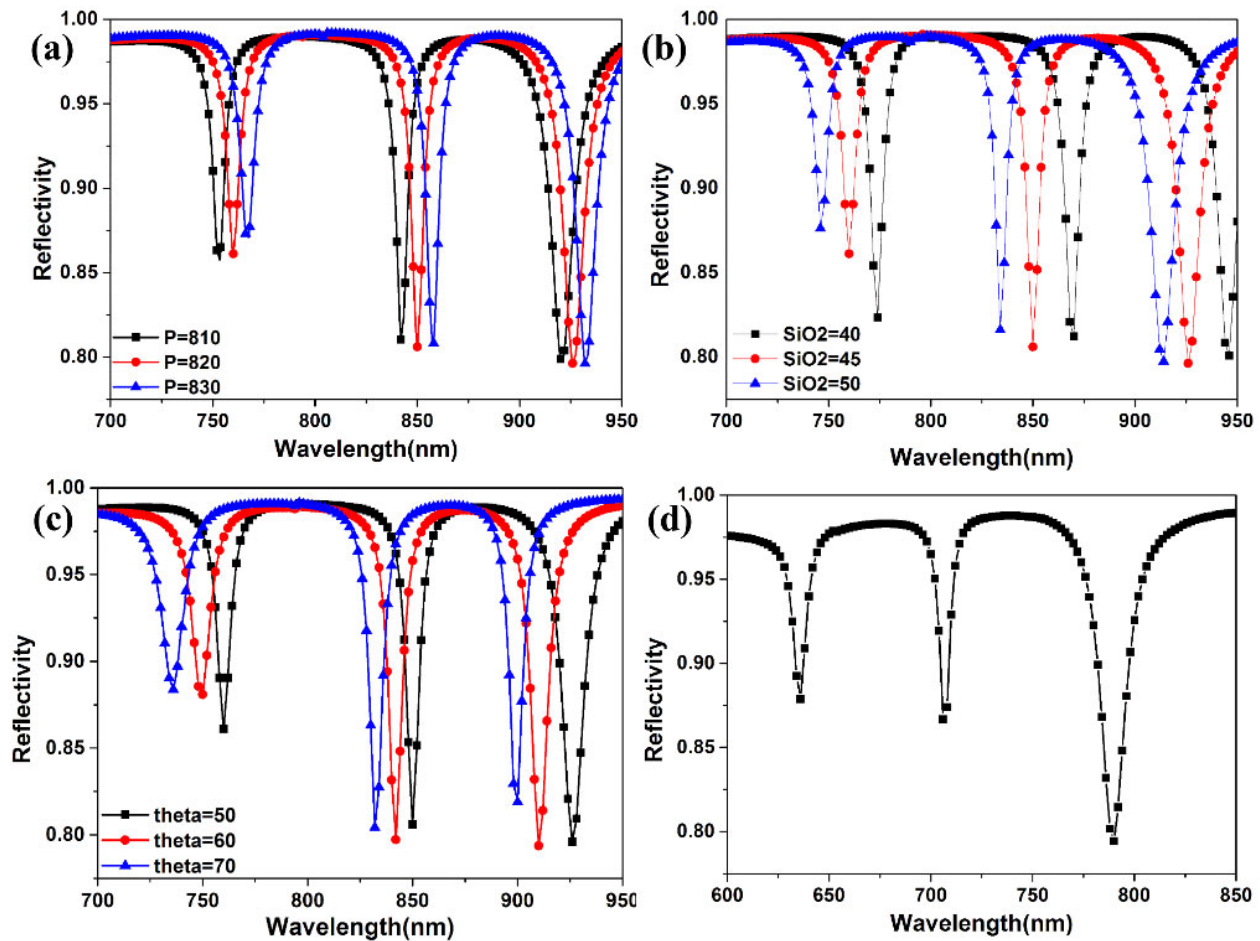 (a)
1.00
0.95
0.90
0.85
0.80
Reflectivity
P=810
P=820
P=830
700 750 800 850 900 950
Wavelength(nm)
(b)
1.00
0.95
0.90
0.85
0.80
Reflectivity
SiO2=40
SiO2=45
SiO2=50
700 750 800 850 900 950
Wavelength(nm)
(c)
1.00
0.95
0.90
0.85
0.80
Reflectivity
theta=50
theta=60
theta=70
700 750 800 850 900 950
Wavelength(nm)
(d)
1.00
0.95
0.90
0.85
0.80
Reflectivity
600 650 700 750 800 850
Wavelength(nm)